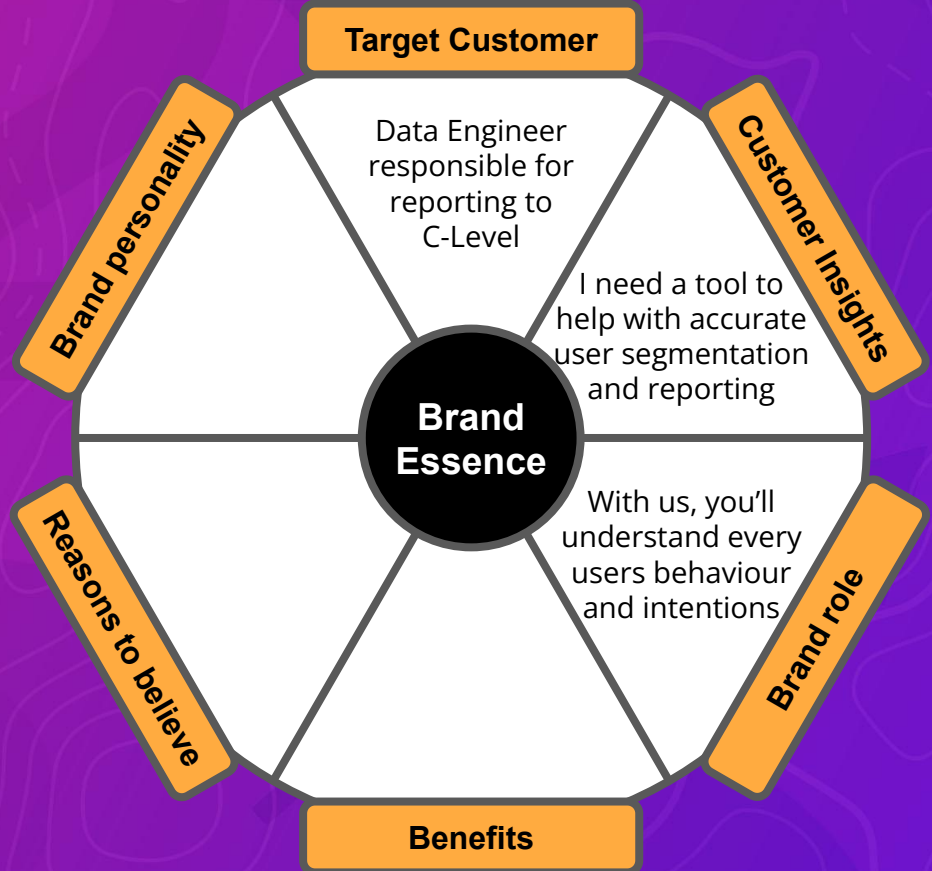 Target Customer
Data Engineer
responsible for
reporting to
C-Level
Customer Insights
I need a tool to
help with accurate
user segmentation
and reporting
Brand role
With us, you'll
understand every
users behaviour
and intentions
Benefits
Reasons to believe
Brand personality
Brand
Essence